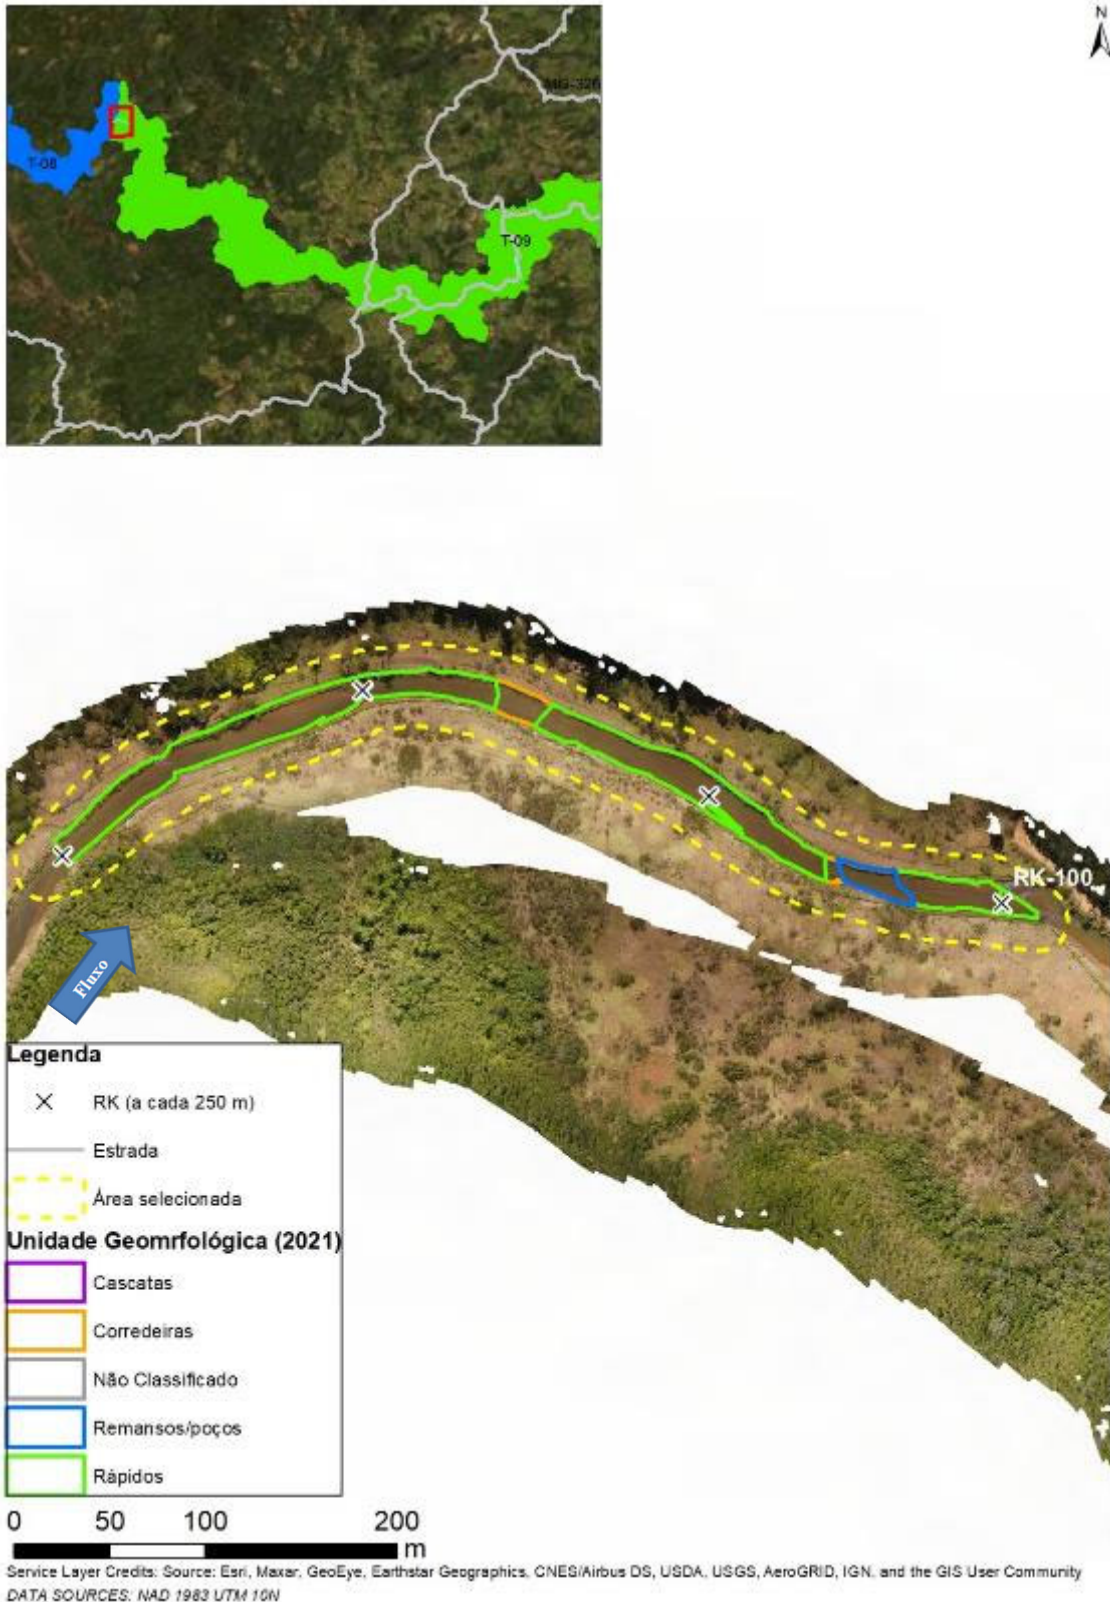 N
MG-326
T-08
T-09
RK-100
Fluxo
Legenda
RK (a cada 250 m)
Estrada
Área selecionada
Unidade Geomrfológica (2021)
Cascatas
Corredeiras
Não Classificado
Remansos/poços
Rápidos
0 50 100 200
m
Service Layer Credits: Source: Esri, Maxar, GeoEye, Earthstar Geographics, CNES/Airbus DS, USDA, USGS, AeroGRID, IGN, and the GIS User Community
DATA SOURCES: NAD 1983 UTM 10N